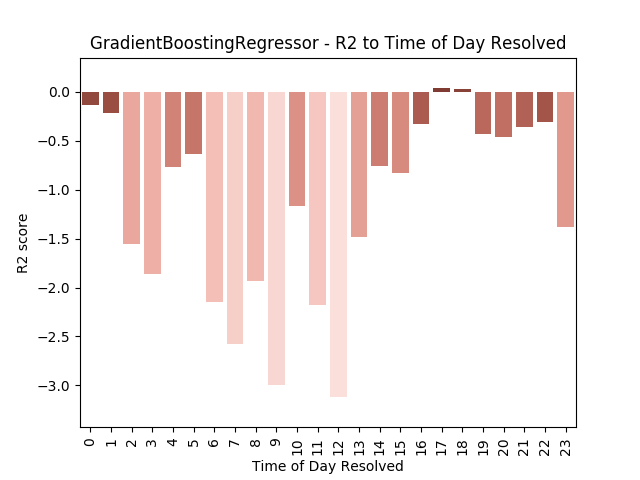 GradientBoostingRegressor - R2 to Time of Day Resolved
0.0
−0.5
−1.0
−1.5
−2.0
−2.5
−3.0
R2 score
0 1 2 3 4 5 6 7 8 9 10 11 12 13 14 15 16 17 18 19 20 21 22 23
Time of Day Resolved